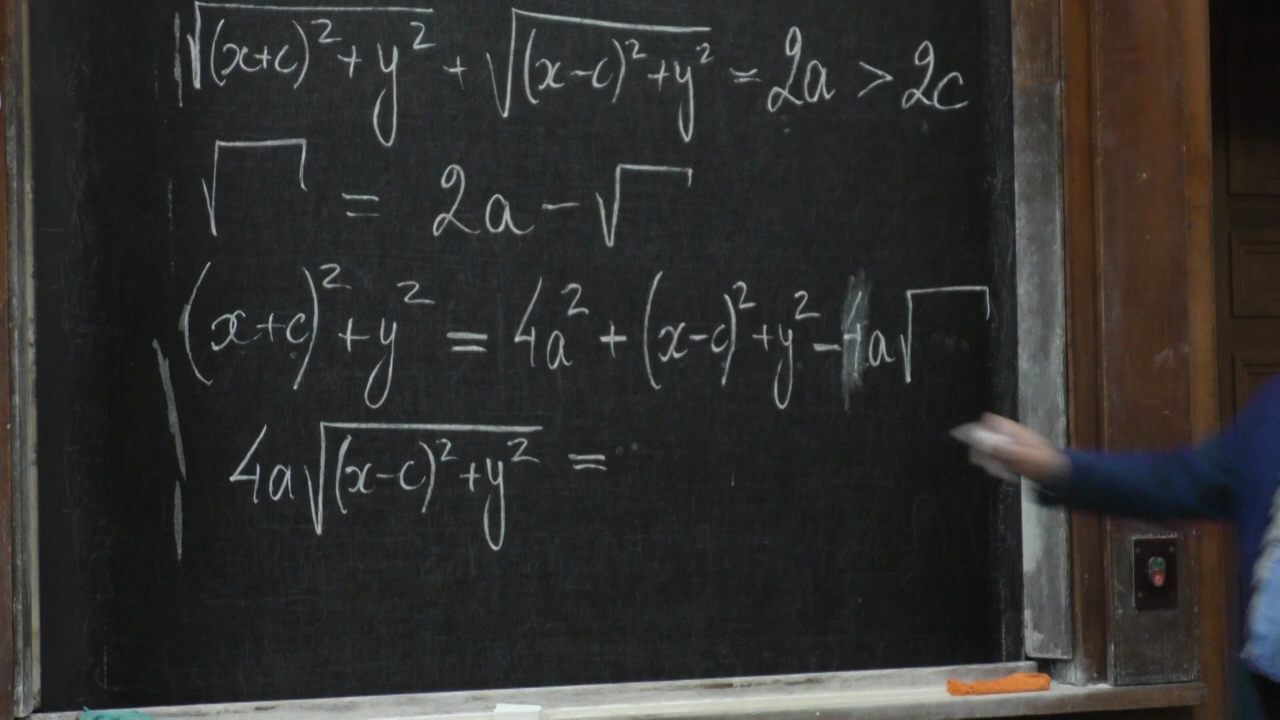 √((x+c)²+y²) + √((x-c)²+y²) = 2a > 2c
√ = 2a - √
(x+c)²+y² = 4a² + (x-c)²+y² - 4a√
4a√((x-c)²+y²) =